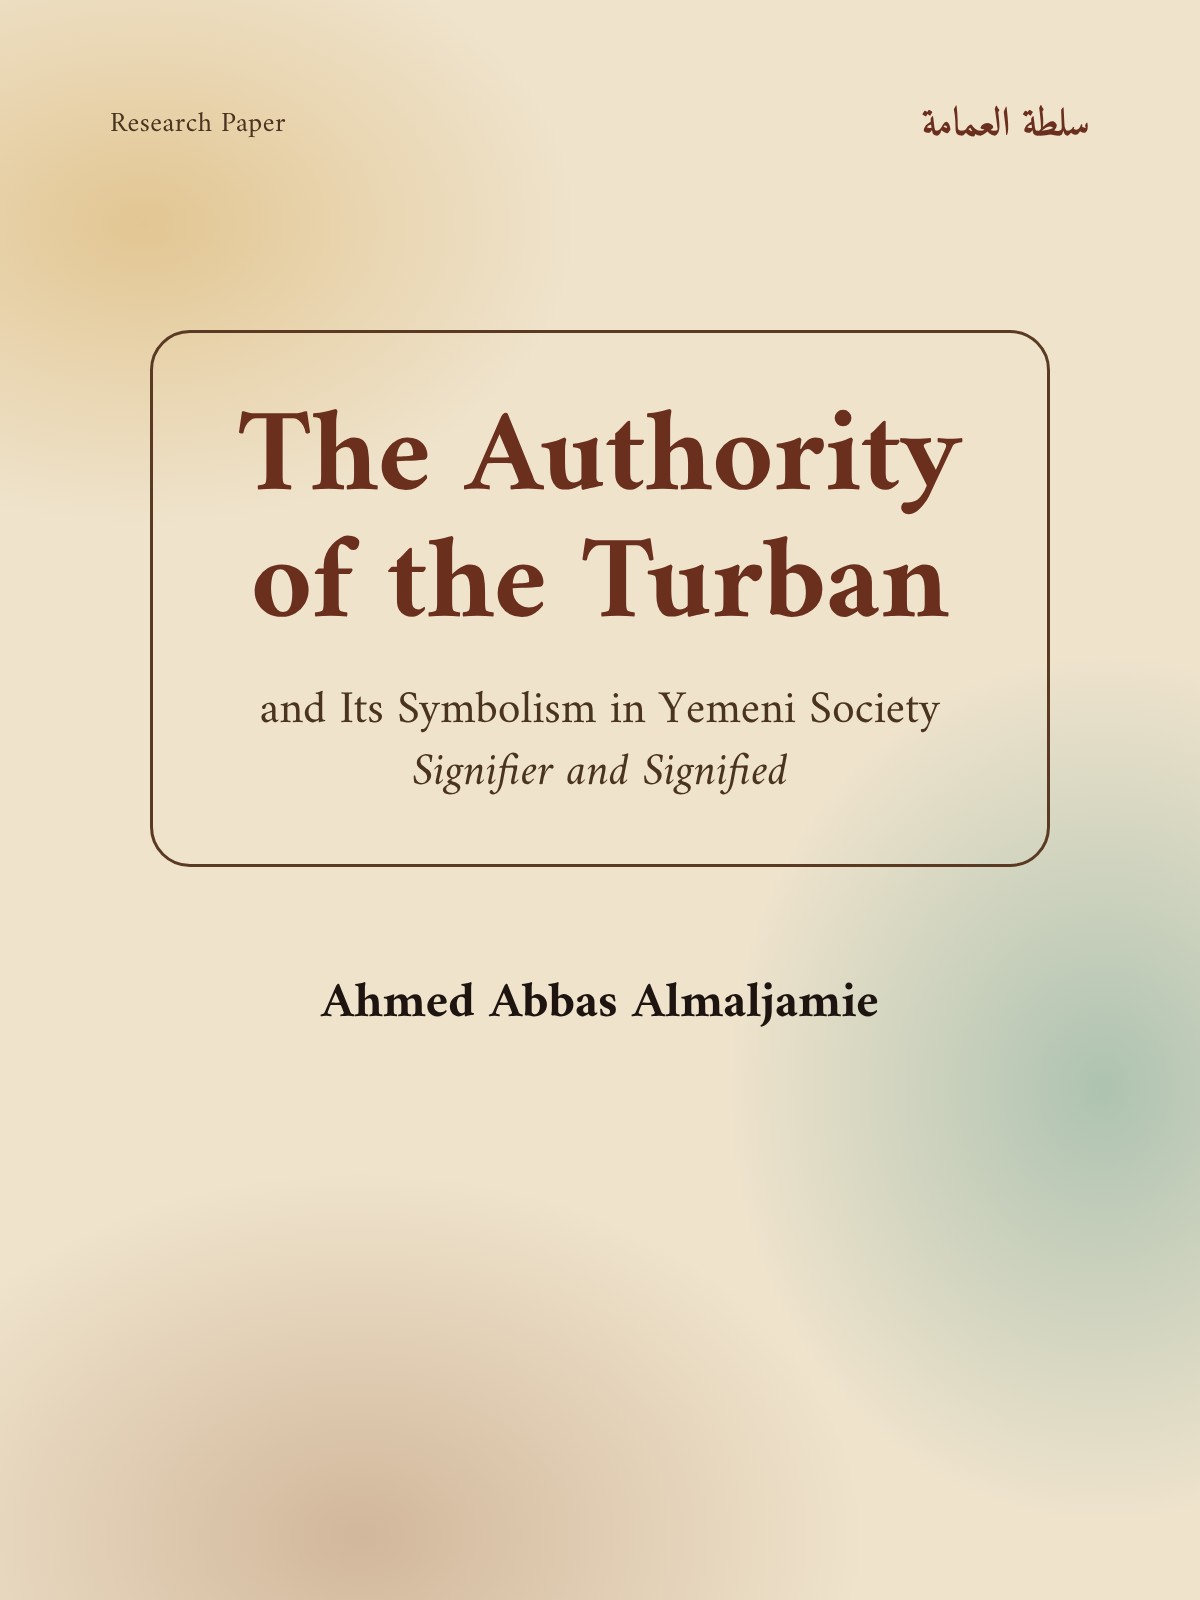 Research Paper
سلطة العمامة
The Authority
of the Turban
and Its Symbolism in Yemeni Society
Signifier and Signified
Ahmed Abbas Almaljamie